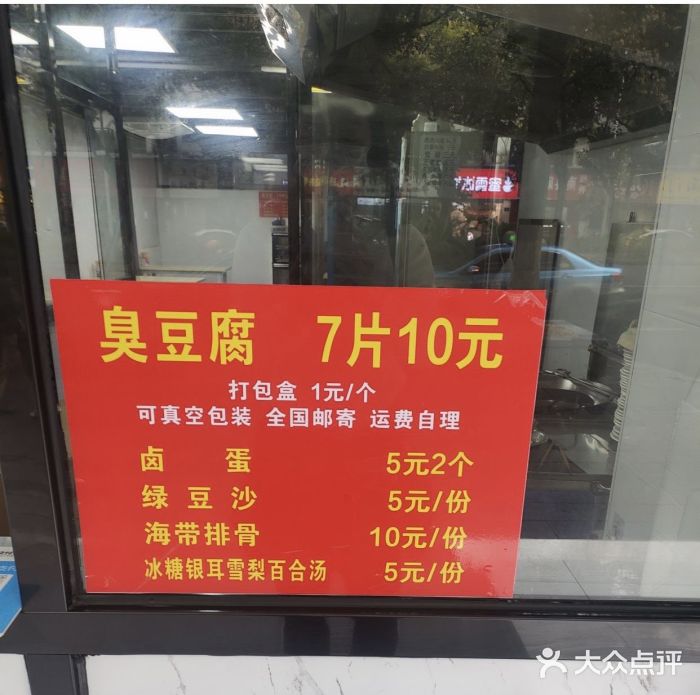 蜜雪冰
臭豆腐 7片10元
打包盒 1元/个
可真空包装 全国邮寄 运费自理
卤 蛋 5元2个
绿豆沙 5元/份
海带排骨 10元/份
冰糖银耳雪梨百合汤 5元/份
大众点评